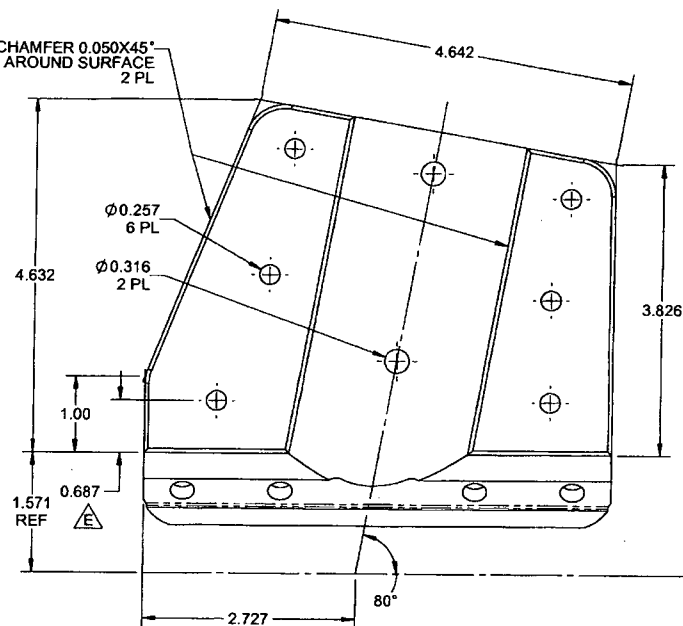 CHAMFER 0.050X45°
AROUND SURFACE
2 PL
4.642
Ø0.257
6 PL
Ø0.316
2 PL
4.632
3.826
1.00
0.687
E
1.571
REF
80°
2.727